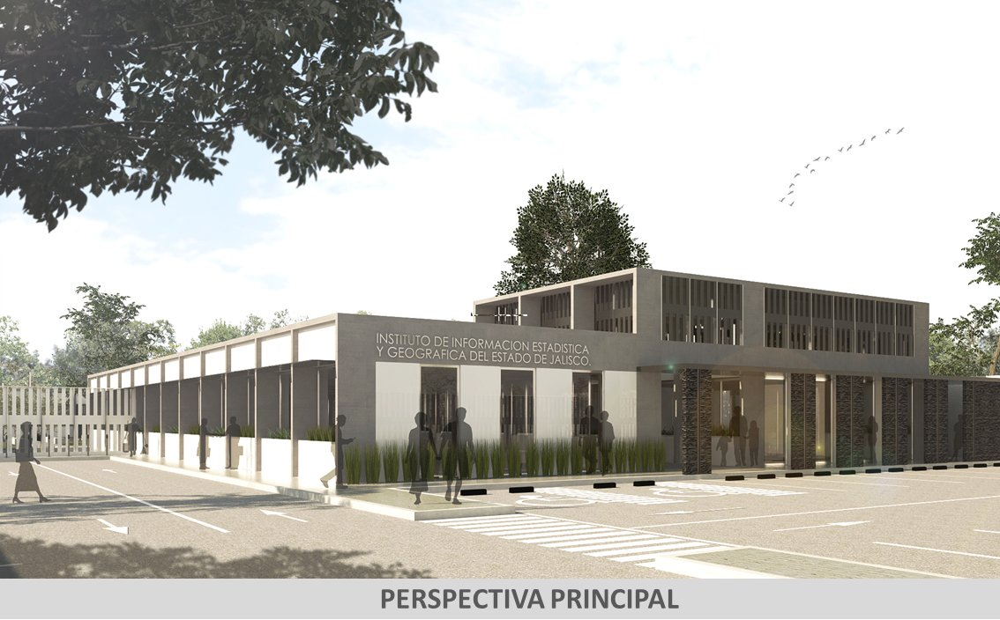 INSTITUTO DE INFORMACION ESTADISTICA
Y GEOGRAFICA DEL ESTADO DE JALISCO.
PERSPECTIVA PRINCIPAL